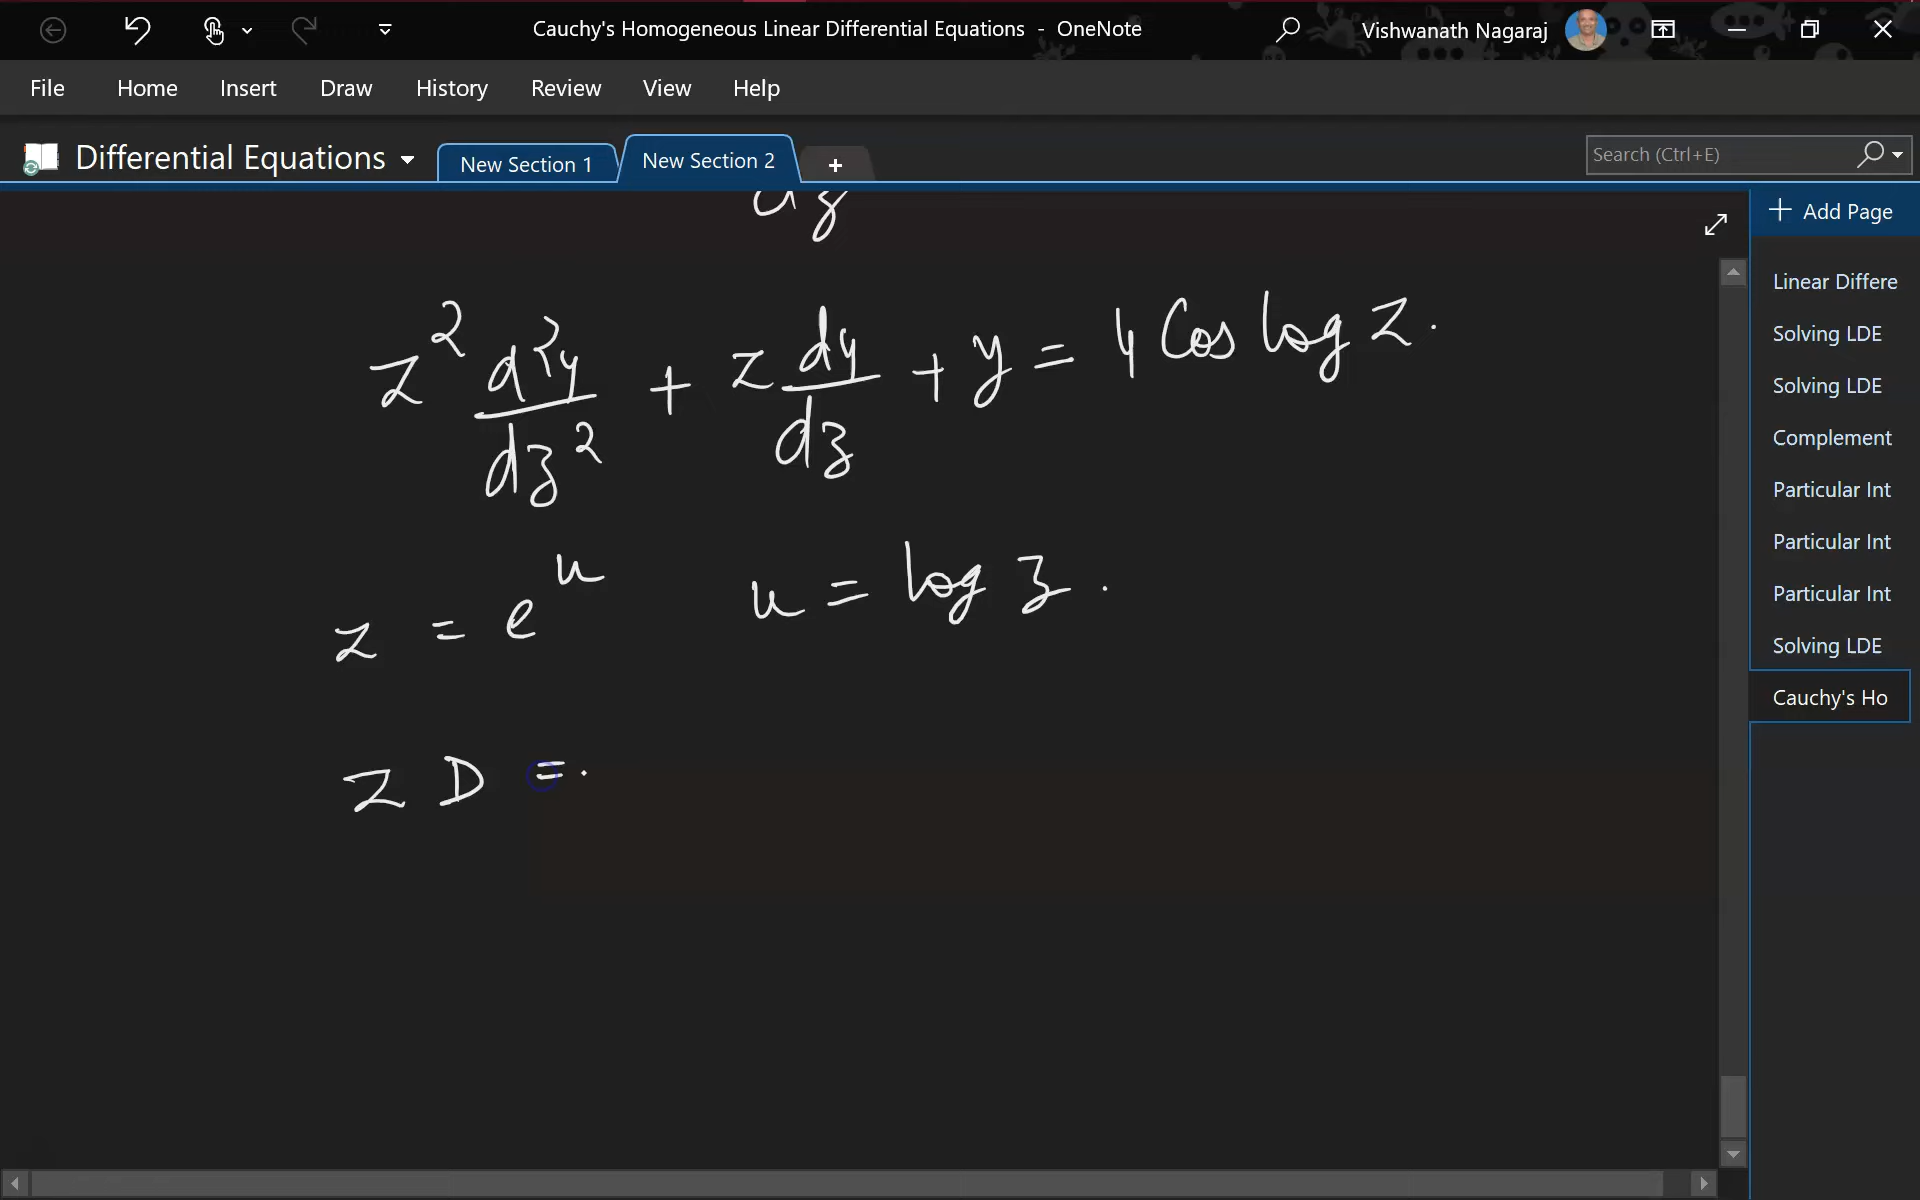 Cauchy's Homogeneous Linear Differential Equations - OneNote
Vishwanath Nagaraj
File Home Insert Draw History Review View Help
Differential Equations
New Section 1
New Section 2
+
Search (Ctrl+E)
+ Add Page
Linear Differe
Solving LDE
Solving LDE
Complement
Particular Int
Particular Int
Particular Int
Solving LDE
Cauchy's Ho
dz
z² d²y/dz² + z dy/dz + y = 4 Cos log z.
z = e^u u = log z.
z D =.